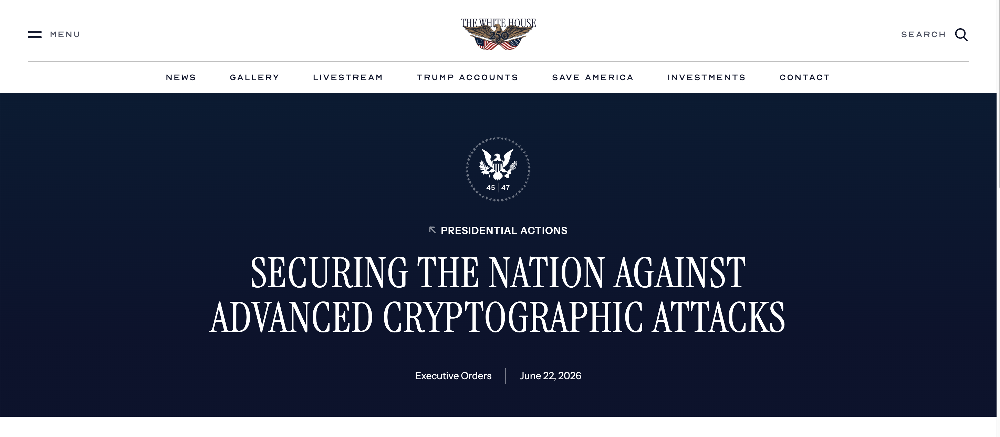 MENU
THE WHITE HOUSE
250
SEARCH
NEWS GALLERY LIVESTREAM TRUMP ACCOUNTS SAVE AMERICA INVESTMENTS CONTACT
45 47
PRESIDENTIAL ACTIONS
SECURING THE NATION AGAINST
ADVANCED CRYPTOGRAPHIC ATTACKS
Executive Orders June 22, 2026